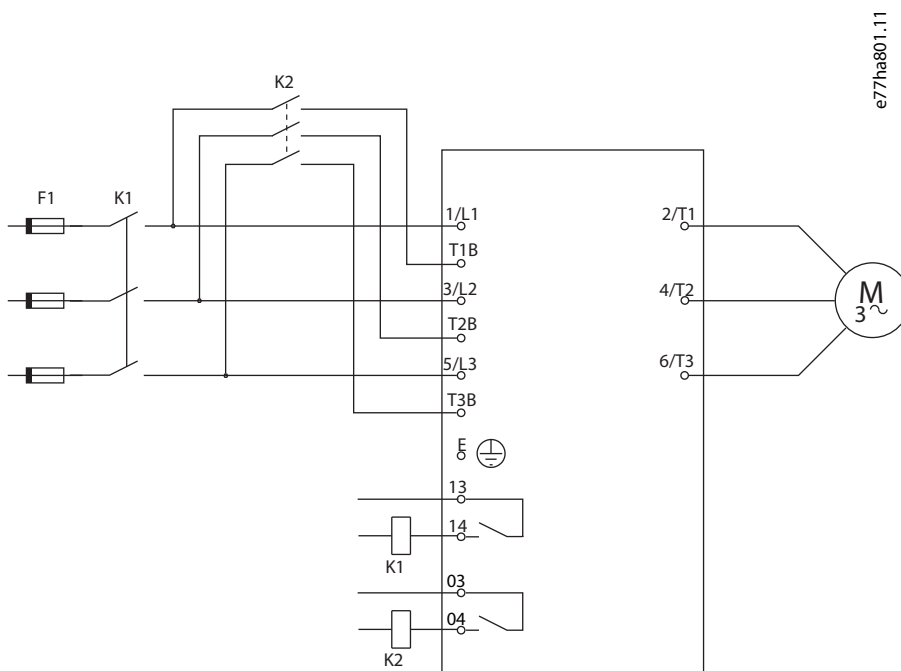 e77ha801.11
K2
F1
K1
1/L1
2/T1
T1B
3/L2
4/T2
M
3~
T2B
5/L3
6/T3
T3B
E
13
14
K1
03
04
K2